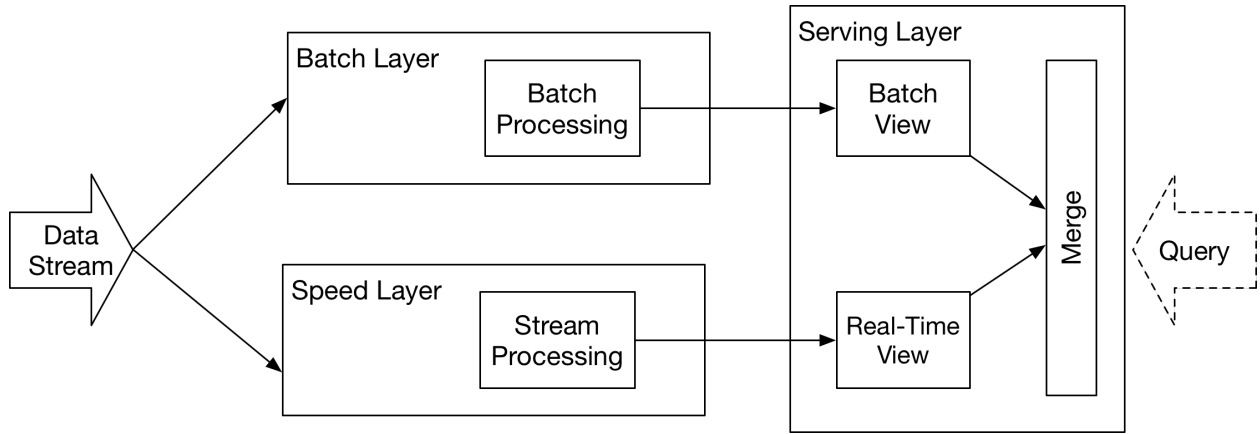 Data
Stream
Batch Layer
Batch
Processing
Speed Layer
Stream
Processing
Serving Layer
Batch
View
Real-Time
View
Merge
Query